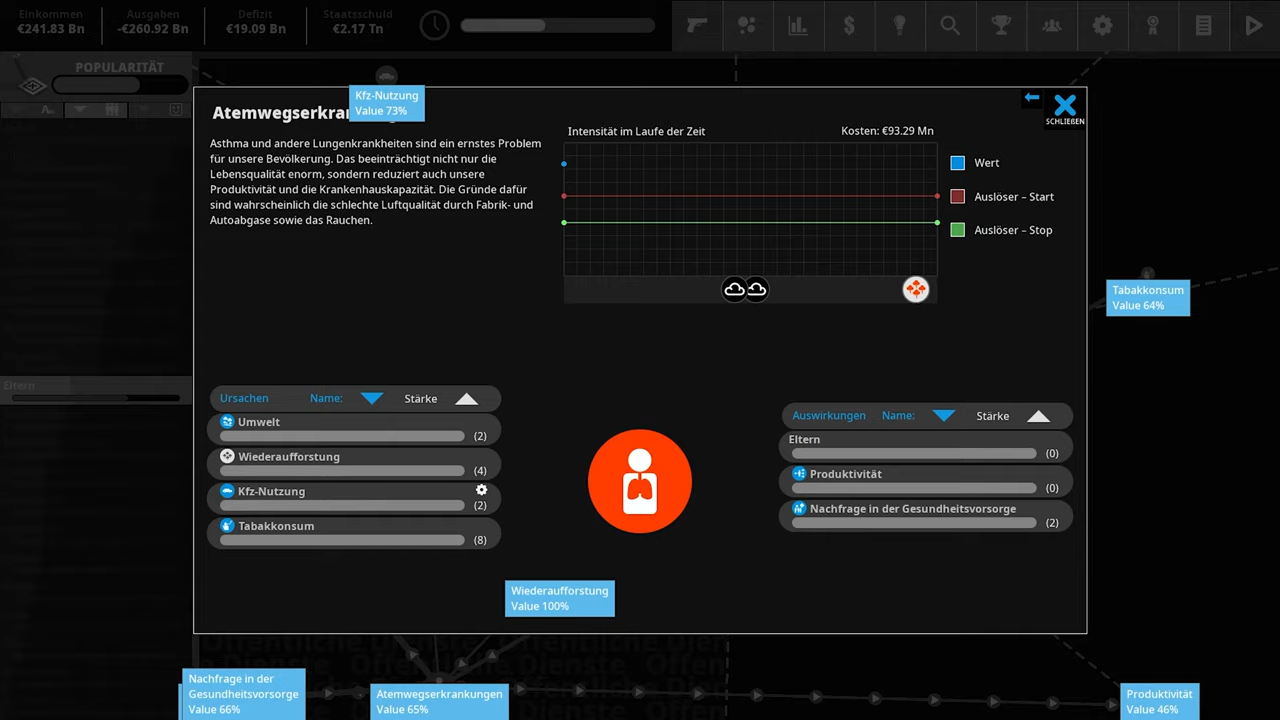 Einkommen
€241.83 Bn
Ausgaben
-€260.92 Bn
Defizit
€19.09 Bn
Staatsschuld
€2.17 Tn
POPULARITÄT
Kfz-Nutzung
Value 73%
Atemwegserkran
SCHLIEßEN
Asthma und andere Lungenkrankheiten sind ein ernstes Problem
für unsere Bevölkerung. Das beeinträchtigt nicht nur die
Lebensqualität enorm, sondern reduziert auch unsere
Produktivität und die Krankenhauskapazität. Die Gründe dafür
sind wahrscheinlich die schlechte Luftqualität durch Fabrik- und
Autoabgase sowie das Rauchen.
Intensität im Laufe der Zeit
Kosten: €93.29 Mn
Wert
Auslöser – Start
Auslöser – Stop
Tabakkonsum
Value 64%
Eltern
Ursachen Name: Stärke
Umwelt
(2)
Wiederaufforstung
(4)
Kfz-Nutzung
(2)
Tabakkonsum
(8)
Auswirkungen Name: Stärke
Eltern
(0)
Produktivität
(0)
Nachfrage in der Gesundheitsvorsorge
(2)
Wiederaufforstung
Value 100%
Öffentliche Dienste
Nachfrage in der
Gesundheitsvorsorge
Value 66%
Atemwegserkrankungen
Value 65%
Produktivität
Value 46%